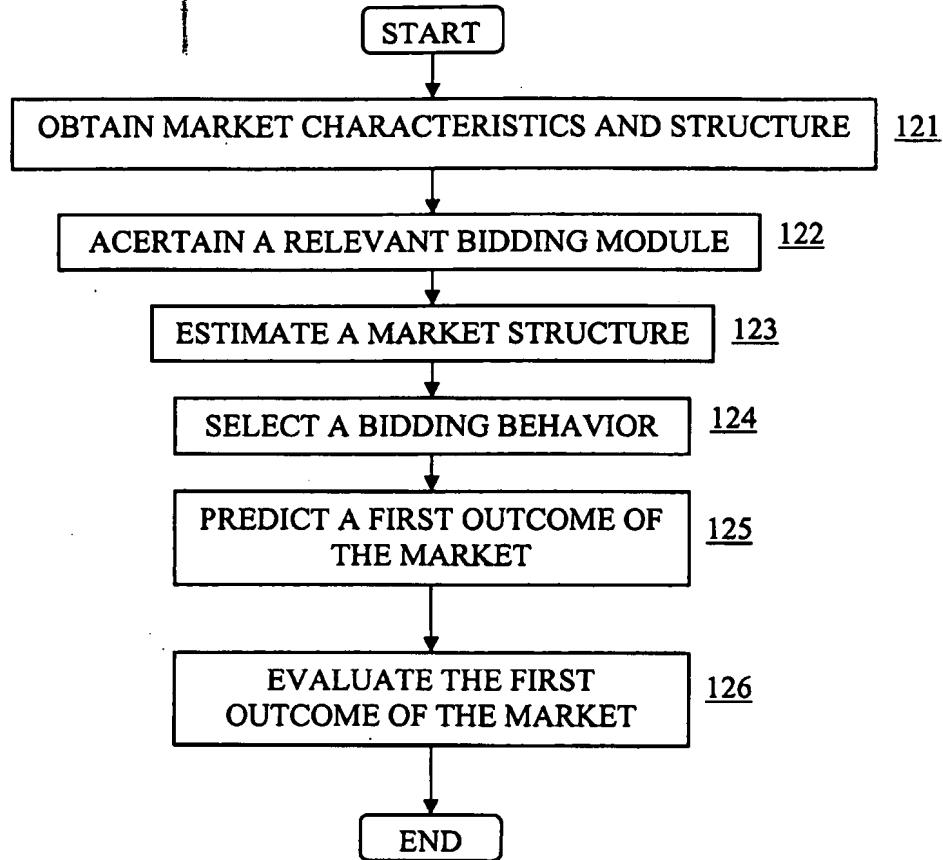 START
OBTAIN MARKET CHARACTERISTICS AND STRUCTURE 121
ACERTAIN A RELEVANT BIDDING MODULE 122
ESTIMATE A MARKET STRUCTURE 123
SELECT A BIDDING BEHAVIOR 124
PREDICT A FIRST OUTCOME OF
THE MARKET 125
EVALUATE THE FIRST
OUTCOME OF THE MARKET 126
END